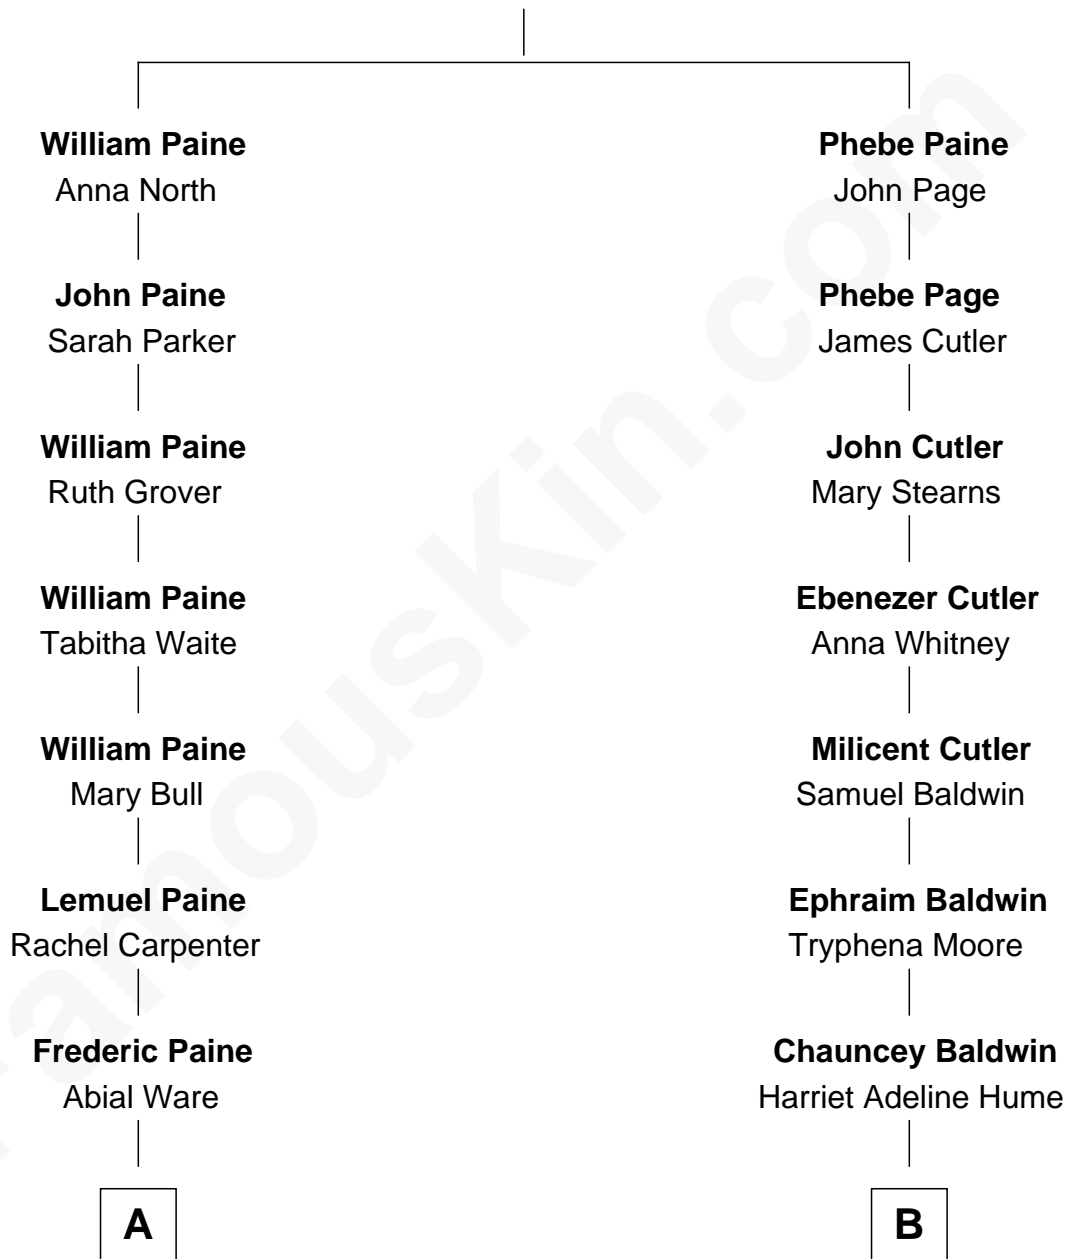 William Paine
Anna North
Phebe Paine
John Page
John Paine
Sarah Parker
Phebe Page
James Cutler
William Paine
Ruth Grover
John Cutler
Mary Stearns
William Paine
Tabitha Waite
Ebenezer Cutler
Anna Whitney
William Paine
Mary Bull
Milicent Cutler
Samuel Baldwin
Lemuel Paine
Rachel Carpenter
Ephraim Baldwin
Tryphena Moore
Frederic Paine
Abial Ware
Chauncey Baldwin
Harriet Adeline Hume
A
B
FamousKin.com